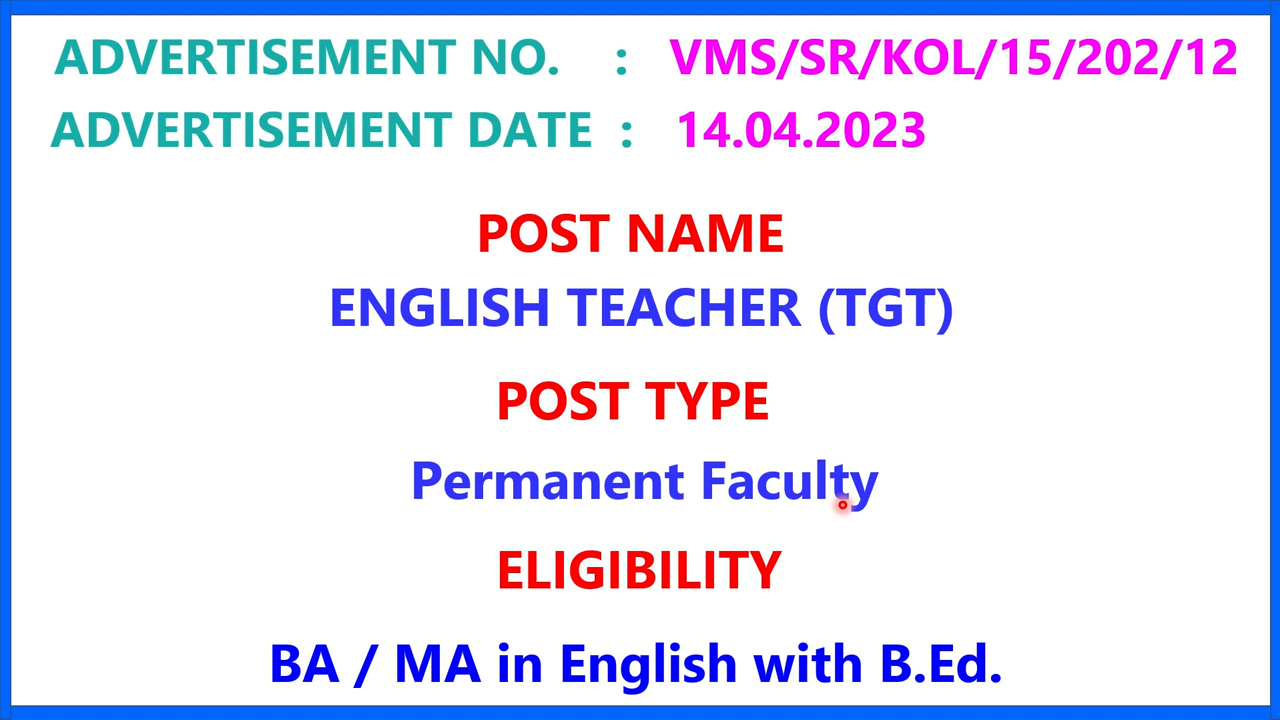 ADVERTISEMENT NO. : VMS/SR/KOL/15/202/12
ADVERTISEMENT DATE : 14.04.2023
POST NAME
ENGLISH TEACHER (TGT)
POST TYPE
Permanent Faculty
ELIGIBILITY
BA / MA in English with B.Ed.